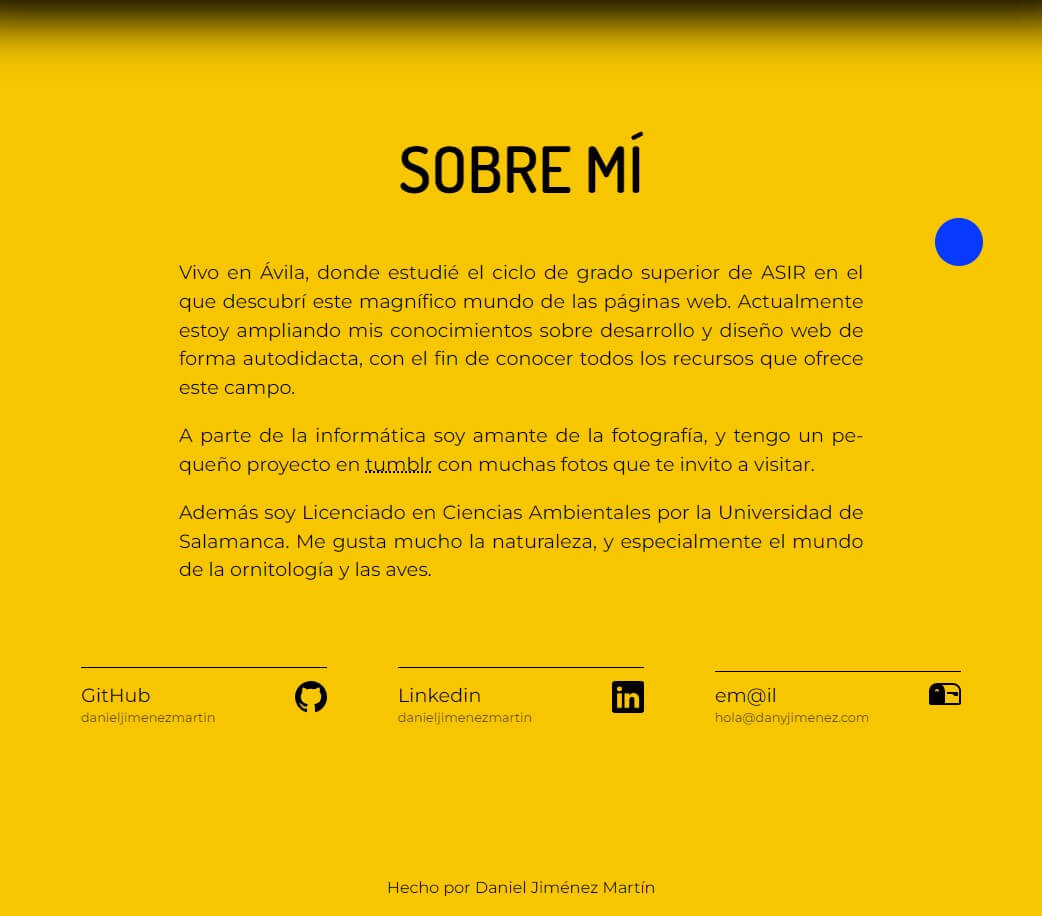 SOBRE MÍ
Vivo en Ávila, donde estudié el ciclo de grado superior de ASIR en el
que descubrí este magnífico mundo de las páginas web. Actualmente
estoy ampliando mis conocimientos sobre desarrollo y diseño web de
forma autodidacta, con el fin de conocer todos los recursos que ofrece
este campo.
A parte de la informática soy amante de la fotografía, y tengo un pe-
queño proyecto en tumblr con muchas fotos que te invito a visitar.
Además soy Licenciado en Ciencias Ambientales por la Universidad de
Salamanca. Me gusta mucho la naturaleza, y especialmente el mundo
de la ornitología y las aves.
GitHub
danieljimenezmartin
Linkedin
danieljimenezmartin
in
em@il
hola@danyjimenez.com
Hecho por Daniel Jiménez Martín